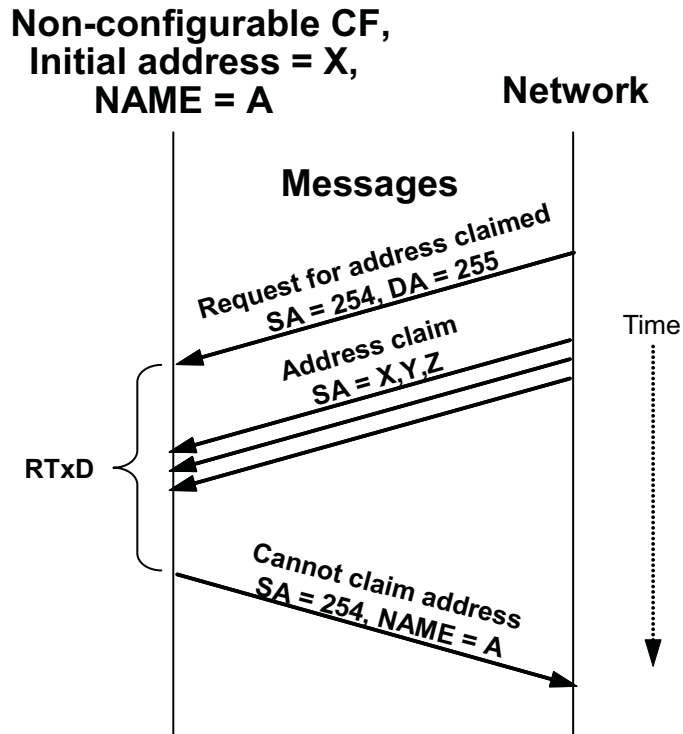 Non-configurable CF,
Initial address = X,
NAME = A
Network
Messages
Request for address claimed
SA = 254, DA = 255
Time
Address claim
SA = X,Y,Z
RTxD
Cannot claim address
SA = 254, NAME = A